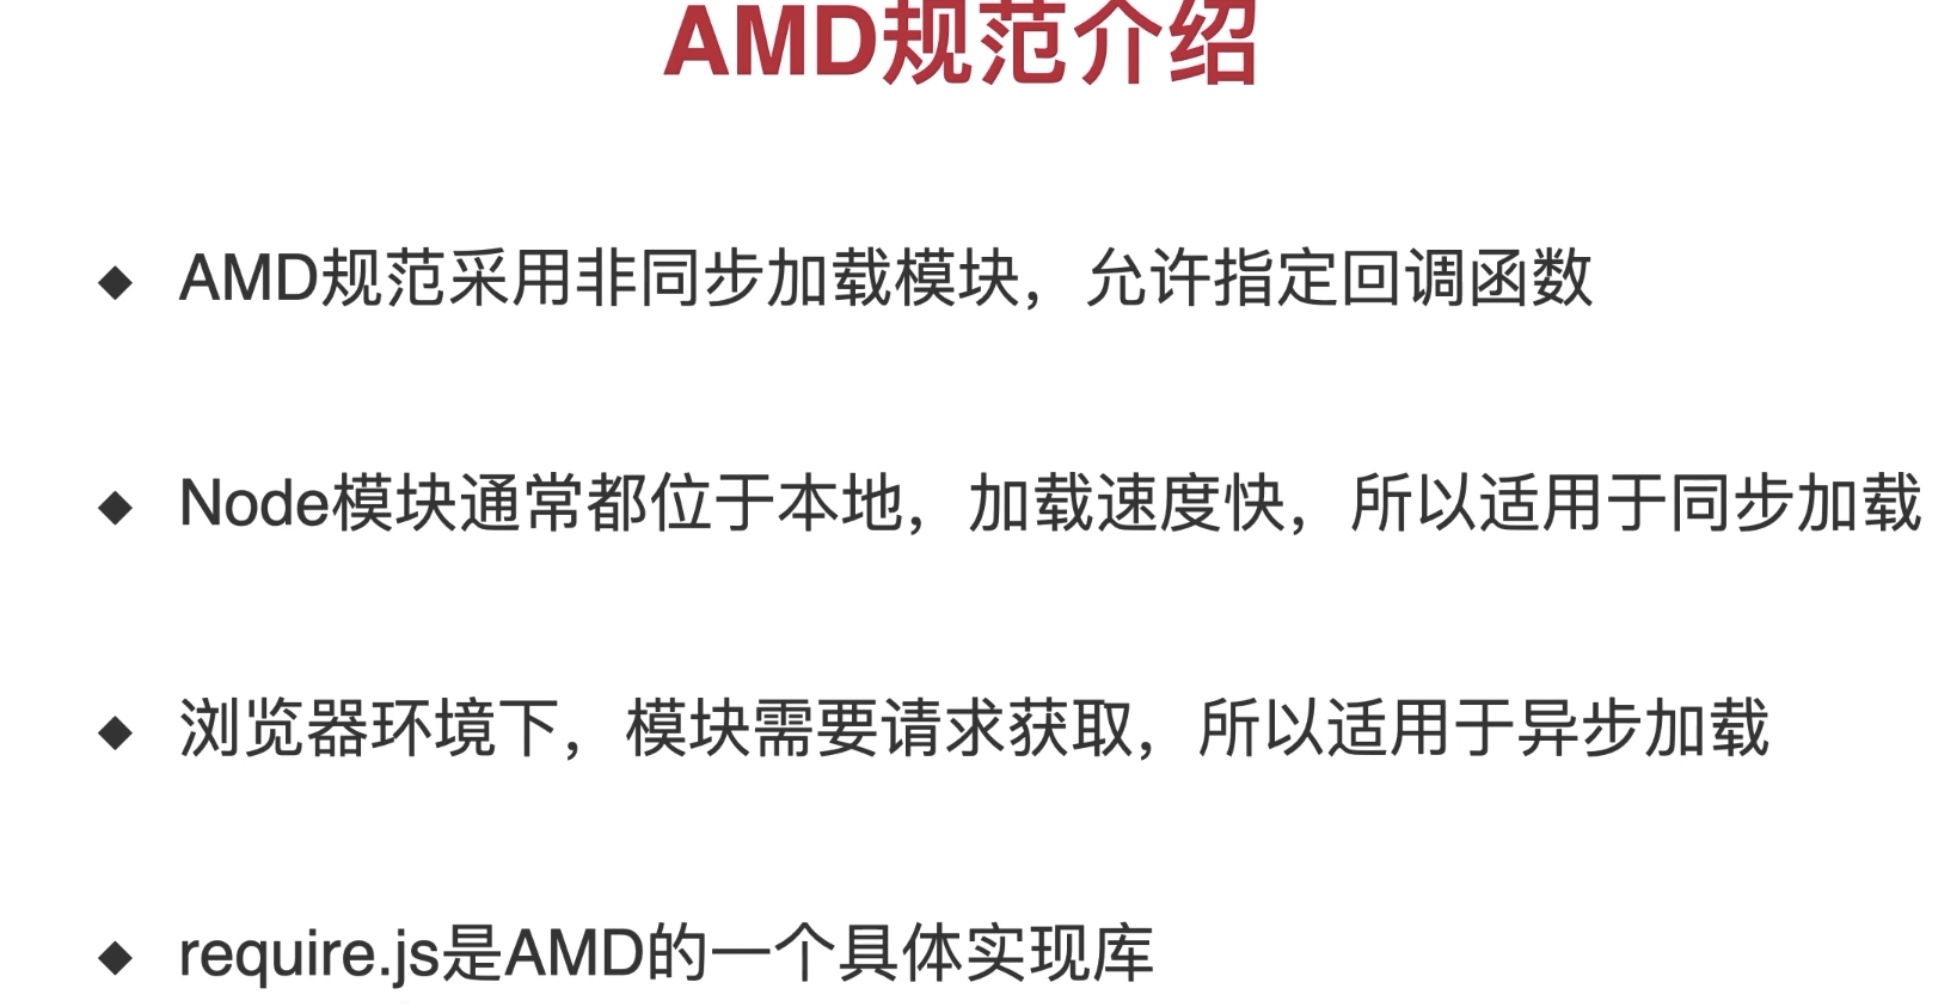 AMD规范介绍
◆ AMD规范采用非同步加载模块，允许指定回调函数
◆ Node模块通常都位于本地，加载速度快，所以适用于同步加载
◆ 浏览器环境下，模块需要请求获取，所以适用于异步加载
◆ require.js是AMD的一个具体实现库